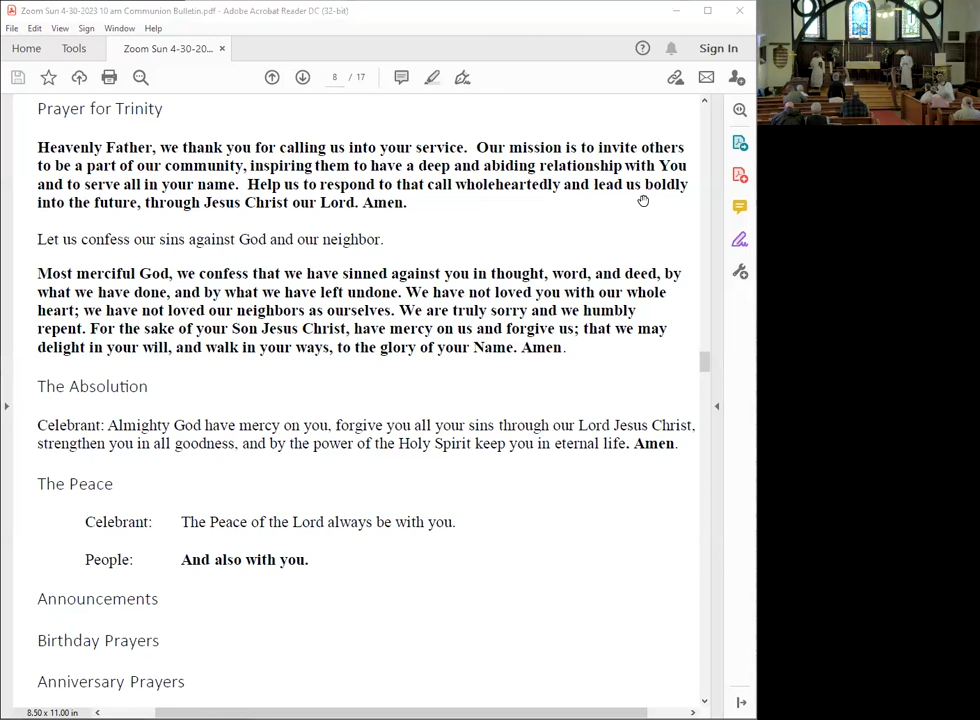 Zoom Sun 4-30-2023 10 am Communion Bulletin.pdf - Adobe Acrobat Reader DC (32-bit)
File Edit View Sign Window Help
Home Tools Zoom Sun 4-30-20... × Sign In
8 / 17
Prayer for Trinity
Heavenly Father, we thank you for calling us into your service. Our mission is to invite others
to be a part of our community, inspiring them to have a deep and abiding relationship with You
and to serve all in your name. Help us to respond to that call wholeheartedly and lead us boldly
into the future, through Jesus Christ our Lord. Amen.
Let us confess our sins against God and our neighbor.
Most merciful God, we confess that we have sinned against you in thought, word, and deed, by
what we have done, and by what we have left undone. We have not loved you with our whole
heart; we have not loved our neighbors as ourselves. We are truly sorry and we humbly
repent. For the sake of your Son Jesus Christ, have mercy on us and forgive us; that we may
delight in your will, and walk in your ways, to the glory of your Name. Amen.
The Absolution
Celebrant: Almighty God have mercy on you, forgive you all your sins through our Lord Jesus Christ,
strengthen you in all goodness, and by the power of the Holy Spirit keep you in eternal life. Amen.
The Peace
Celebrant: The Peace of the Lord always be with you.
People: And also with you.
Announcements
Birthday Prayers
Anniversary Prayers
8.50 x 11.00 in